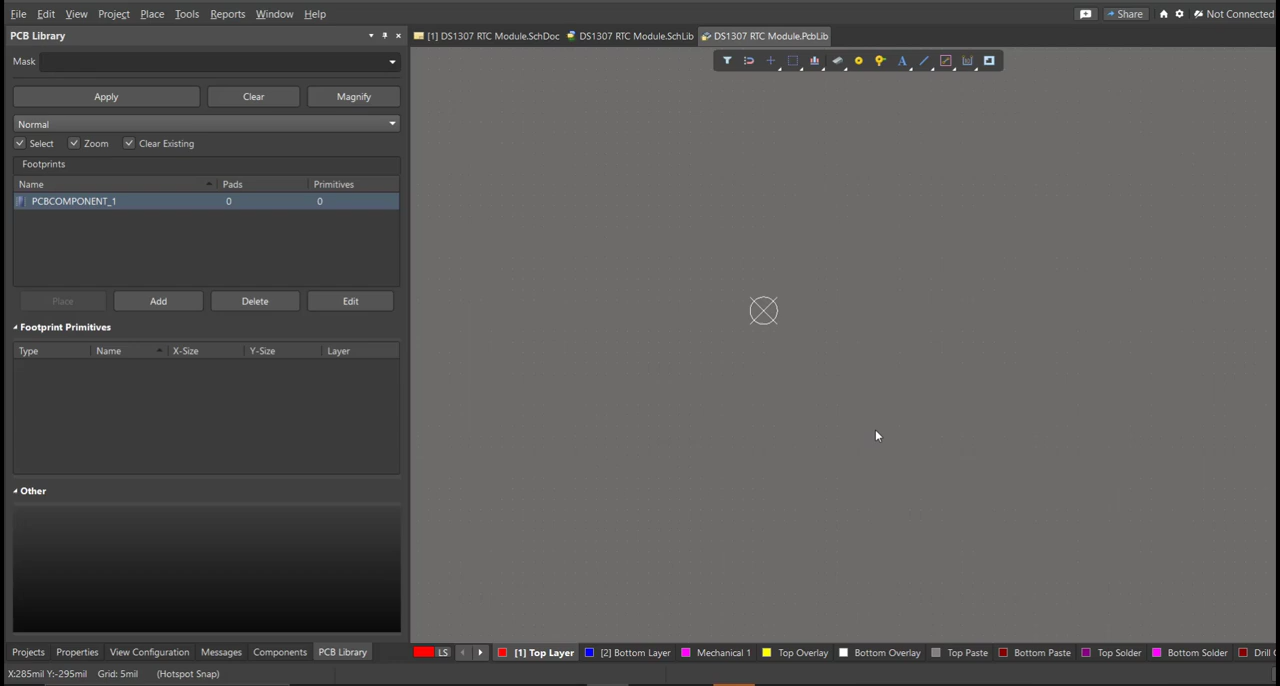 File Edit View Project Place Tools Reports Window Help
Share
Not Connected
PCB Library
[1] DS1307 RTC Module.SchDoc
DS1307 RTC Module.SchLib
DS1307 RTC Module.PcbLib
Mask
Apply Clear Magnify
Normal
Select Zoom Clear Existing
Footprints
Name Pads Primitives
PCBCOMPONENT_1 0 0
Place Add Delete Edit
Footprint Primitives
Type Name X-Size Y-Size Layer
Other
Projects Properties View Configuration Messages Components PCB Library
LS [1] Top Layer [2] Bottom Layer Mechanical 1 Top Overlay Bottom Overlay Top Paste Bottom Paste Top Solder Bottom Solder Drill
X:285mil Y:-295mil Grid: 5mil (Hotspot Snap)